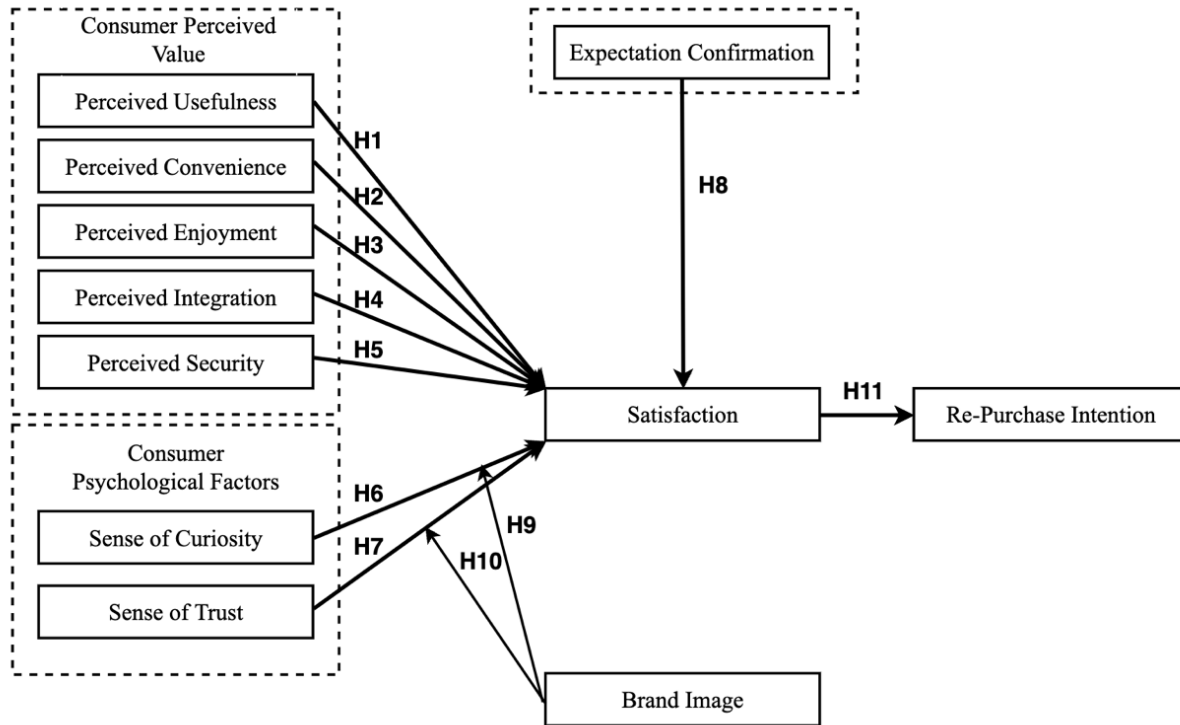 Consumer Perceived
Value
Perceived Usefulness
Perceived Convenience
Perceived Enjoyment
Perceived Integration
Perceived Security
H1
H2
H3
H4
H5
Expectation Confirmation
H8
Satisfaction
H11
Re-Purchase Intention
Consumer
Psychological Factors
Sense of Curiosity
Sense of Trust
H6
H7
H9
H10
Brand Image